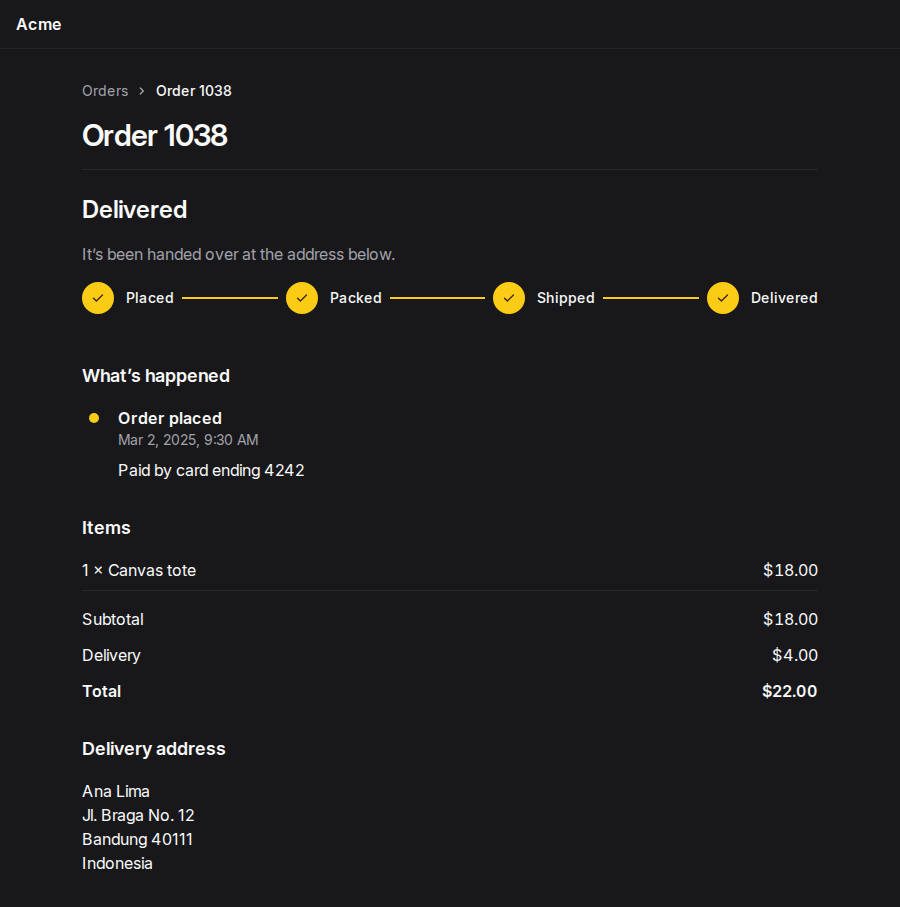 Acme
Orders > Order 1038
Order 1038
Delivered
It’s been handed over at the address below.
Placed Packed Shipped Delivered
What’s happened
Order placed
Mar 2, 2025, 9:30 AM
Paid by card ending 4242
Items
1 × Canvas tote $18.00
Subtotal $18.00
Delivery $4.00
Total $22.00
Delivery address
Ana Lima
Jl. Braga No. 12
Bandung 40111
Indonesia